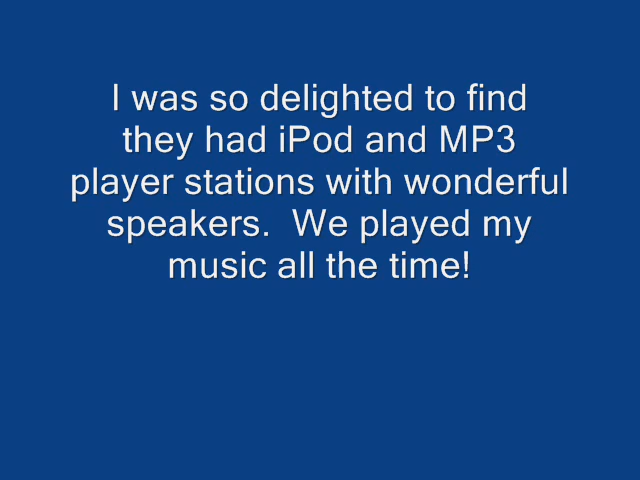 I was so delighted to find
they had iPod and MP3
player stations with wonderful
speakers.  We played my
music all the time!